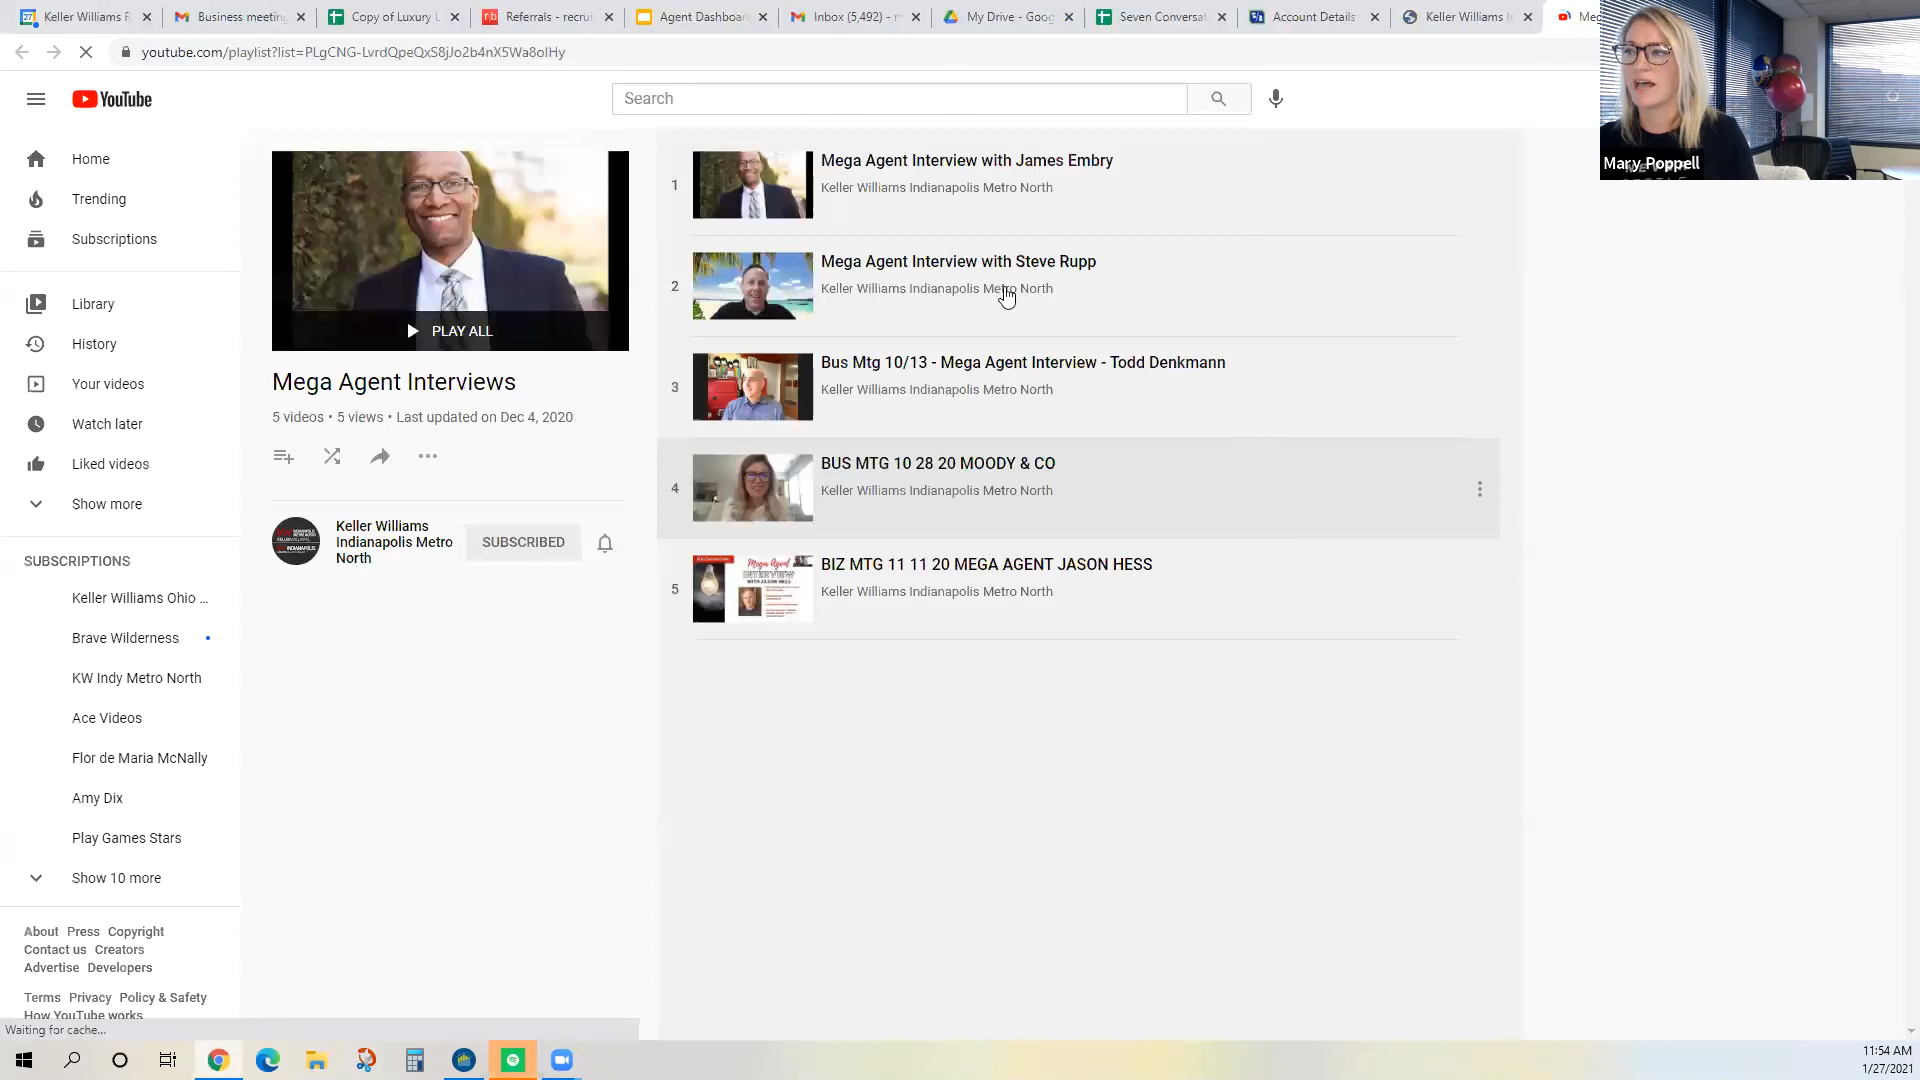 Keller Williams R
Business meeting
Copy of Luxury L
Referrals - recrui
Agent Dashboa
Inbox (5,492) -
My Drive - Goog
Seven Conversat
Account Details
Keller Williams I
youtube.com/playlist?list=PLgCNG-LvrdQpeQxS8jJo2b4nX5Wa8olHy
YouTube
Search
Mary Poppell
Home
Trending
Subscriptions
Library
History
Your videos
Watch later
Liked videos
Show more
SUBSCRIPTIONS
Keller Williams Ohio ...
Brave Wilderness
KW Indy Metro North
Ace Videos
Flor de Maria McNally
Amy Dix
Play Games Stars
Show 10 more
About Press Copyright
Contact us Creators
Advertise Developers
Terms Privacy Policy & Safety
How YouTube works
Waiting for cache...
PLAY ALL
Mega Agent Interviews
5 videos • 5 views • Last updated on Dec 4, 2020
Keller Williams
Indianapolis Metro
North
SUBSCRIBED
1
Mega Agent Interview with James Embry
Keller Williams Indianapolis Metro North
2
Mega Agent Interview with Steve Rupp
Keller Williams Indianapolis Metro North
3
Bus Mtg 10/13 - Mega Agent Interview - Todd Denkmann
Keller Williams Indianapolis Metro North
4
BUS MTG 10 28 20 MOODY & CO
Keller Williams Indianapolis Metro North
5
Mega Agent
INTERVIEW
WITH JASON HESS
BIZ MTG 11 11 20 MEGA AGENT JASON HESS
Keller Williams Indianapolis Metro North
11:54 AM
1/27/2021